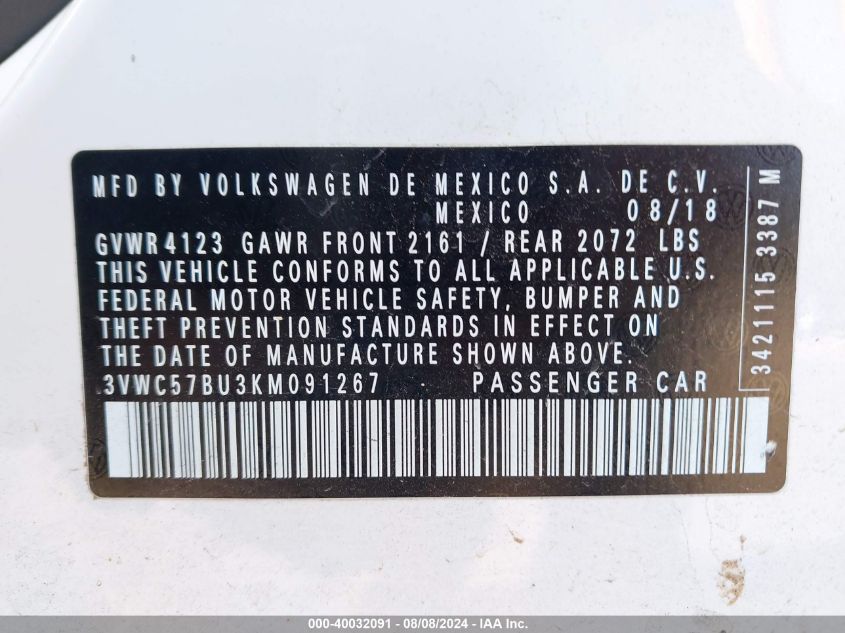 MFD BY VOLKSWAGEN DE MEXICO S.A. DE C.V.
MEXICO 08/18
GVWR 4123 GAWR FRONT 2161 / REAR 2072 LBS
THIS VEHICLE CONFORMS TO ALL APPLICABLE U.S.
FEDERAL MOTOR VEHICLE SAFETY, BUMPER AND
THEFT PREVENTION STANDARDS IN EFFECT ON
THE DATE OF MANUFACTURE SHOWN ABOVE.
3VWC57BU3KM091267 PASSENGER CAR
3421115 3387 M
000-40032091 - 08/08/2024 - IAA Inc.